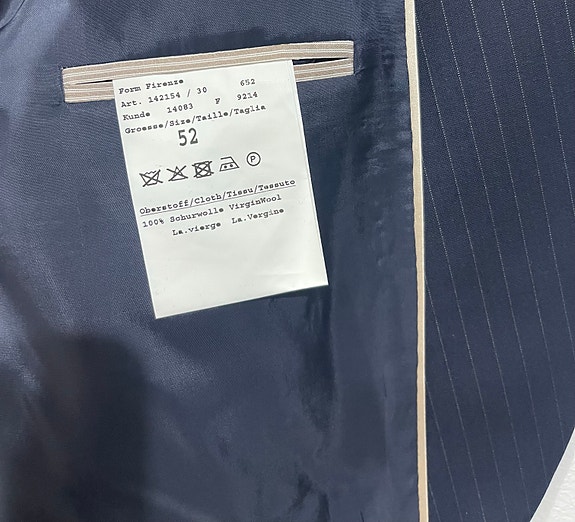 Form Firenze 652
Art. 142154 / 30
Kunde 14083 F 9214
Groesse/Size/Taille/Taglia
52
P
Oberstoff/Cloth/Tissu/Tessuto
100% Schurwolle VirginWool
La.vierge La.Vergine